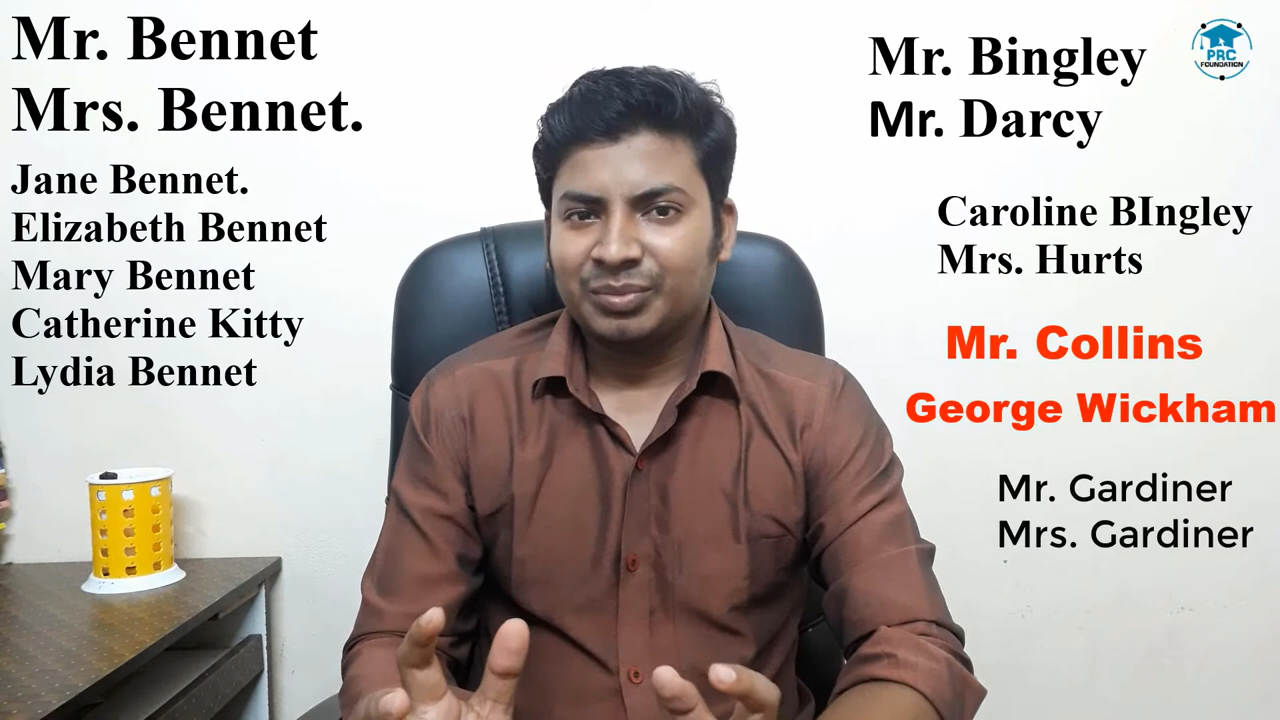 Mr. Bennet
Mrs. Bennet.
Jane Bennet.
Elizabeth Bennet
Mary Bennet
Catherine Kitty
Lydia Bennet
Mr. Bingley
Mr. Darcy
Caroline BIngley
Mrs. Hurts
Mr. Collins
George Wickham
Mr. Gardiner
Mrs. Gardiner
PRC
FOUNDATION